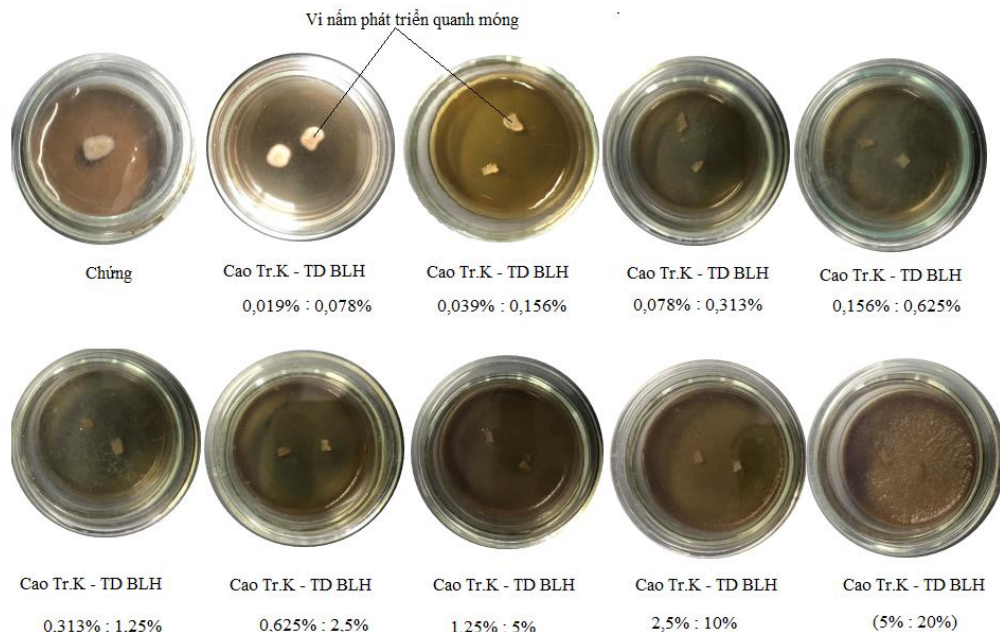 Vi nấm phát triển quanh móng
Chứng
Cao Tr.K - TD BLH
0,019% : 0,078%
Cao Tr.K - TD BLH
0,039% : 0,156%
Cao Tr.K - TD BLH
0,078% : 0,313%
Cao Tr.K - TD BLH
0,156% : 0,625%
Cao Tr.K - TD BLH
0,313% : 1,25%
Cao Tr.K - TD BLH
0,625% : 2,5%
Cao Tr.K - TD BLH
1,25% : 5%
Cao Tr.K - TD BLH
2,5% : 10%
Cao Tr.K - TD BLH
(5% : 20%)